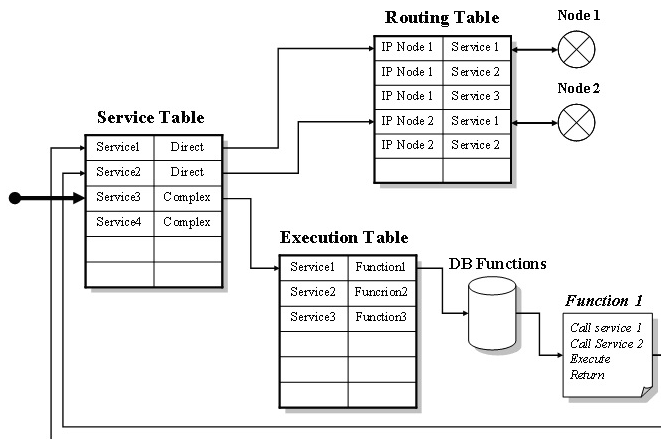 Routing Table
Node 1
IP Node 1 Service 1
IP Node 1 Service 2
IP Node 1 Service 3
IP Node 2 Service 1
IP Node 2 Service 2
Node 2
Service Table
Service1 Direct
Service2 Direct
Service3 Complex
Service4 Complex
Execution Table
Service1 Function1
Service2 Funcrion2
Service3 Function3
DB Functions
Function 1
Call service 1
Call Service 2
Execute
Return